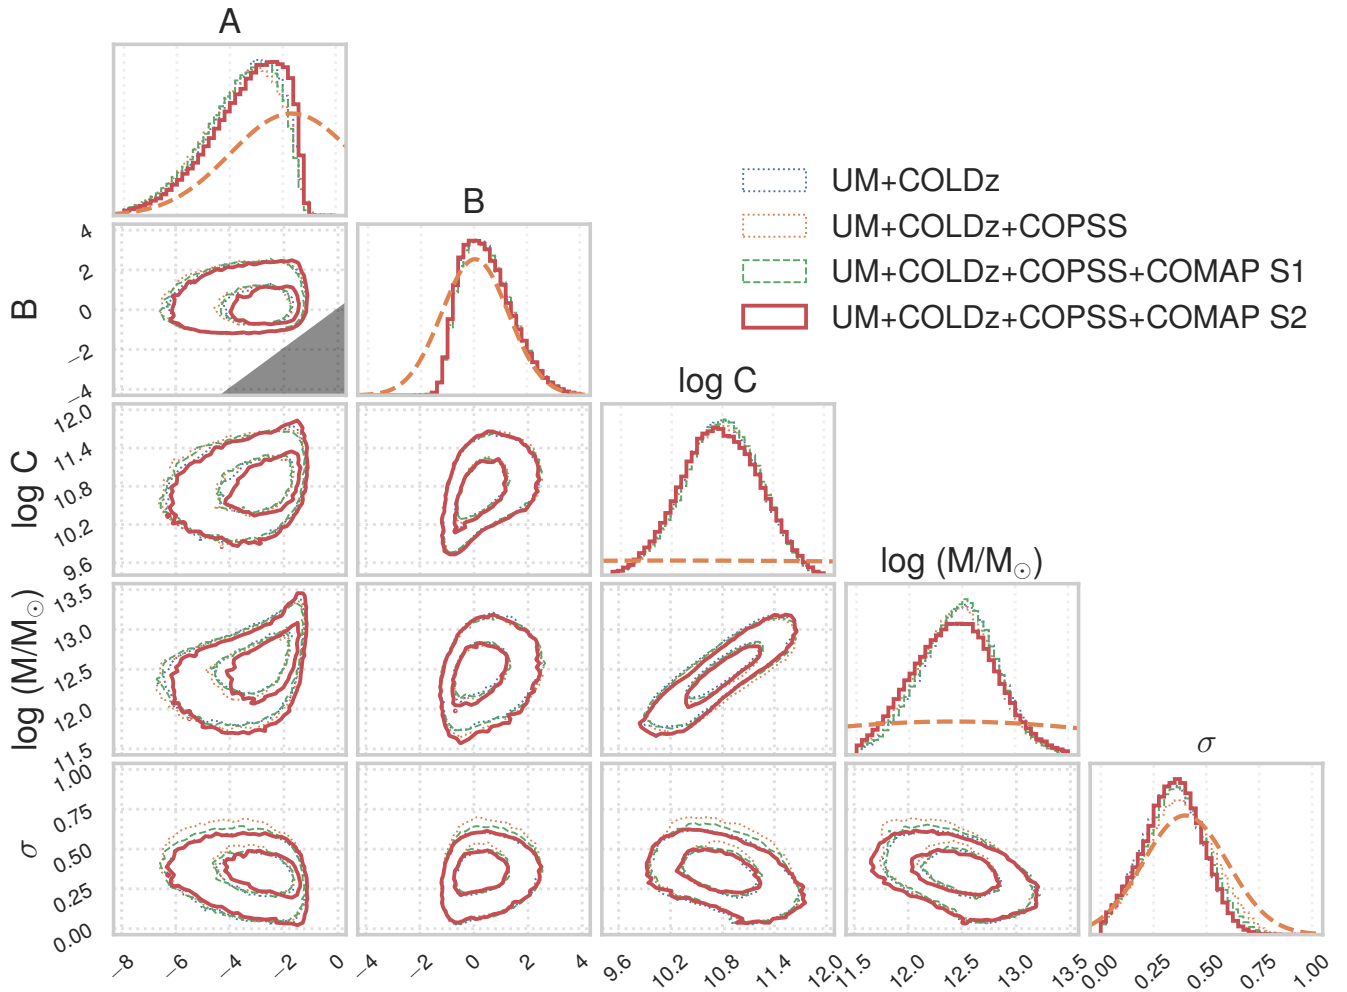 A
B
UM+COLDz
UM+COLDz+COPSS
UM+COLDz+COPSS+COMAP S1
UM+COLDz+COPSS+COMAP S2
4
2
0
−2
−4
B
log C
12.0
11.4
10.8
10.2
9.6
log C
log (M/M☉)
13.5
13.0
12.5
12.0
11.5
log (M/M☉)
σ
1.00
0.75
0.50
0.25
0.00
σ
−8 −6 −4 −2 0 −4 −2 0 2 4 9.6 10.2 10.8 11.4 12.0 11.5 12.0 12.5 13.0 13.5 0.00 0.25 0.50 0.75 1.00